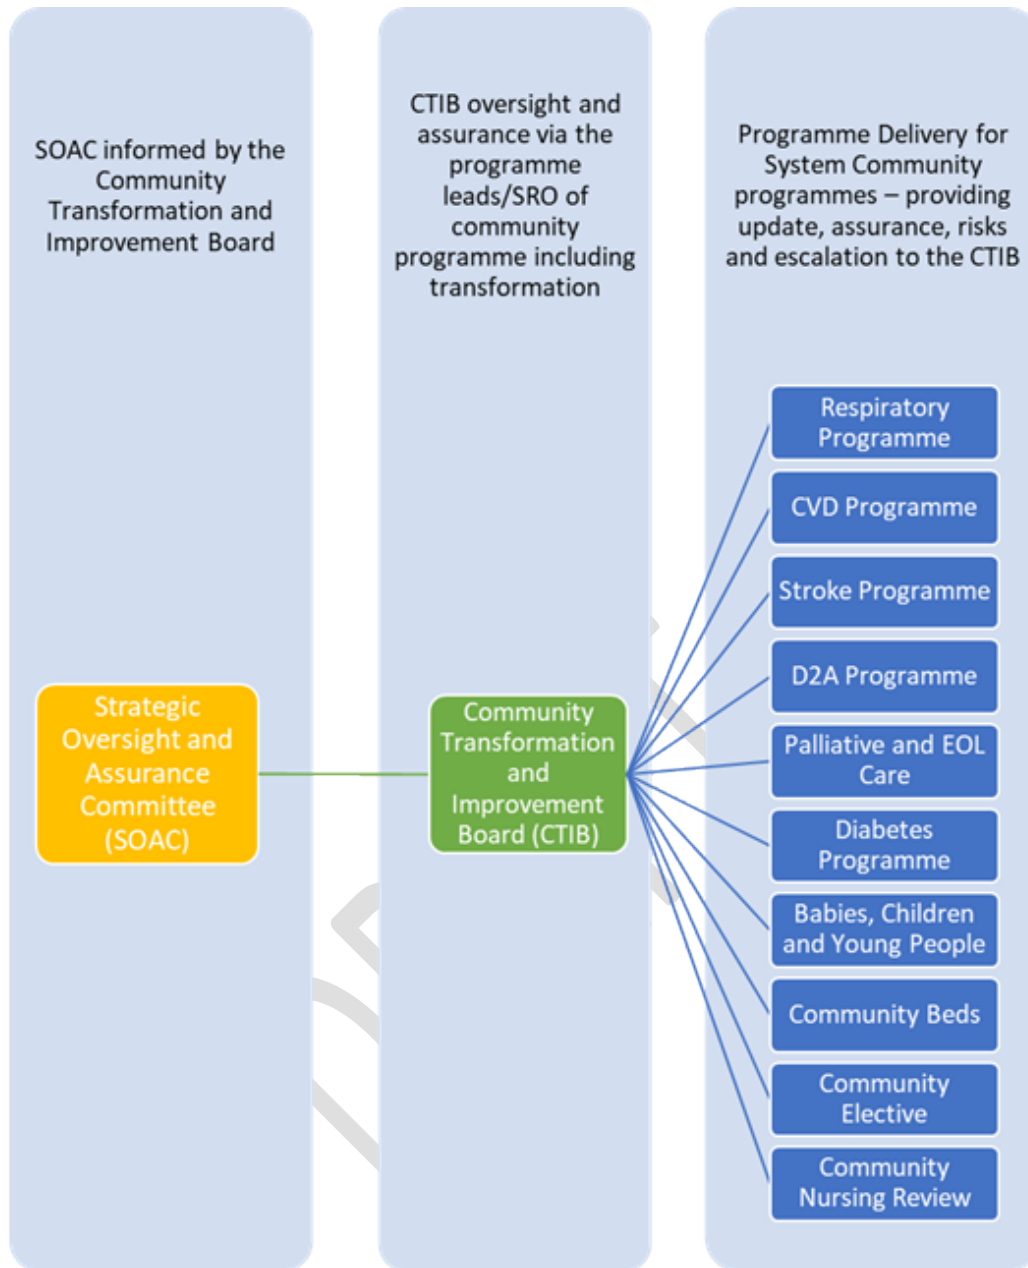 SOAC informed by the
Community
Transformation and
Improvement Board
CTIB oversight and
assurance via the
programme
leads/SRO of
community
programme including
transformation
Programme Delivery for
System Community
programmes – providing
update, assurance, risks
and escalation to the CTIB
Strategic
Oversight and
Assurance
Committee
(SOAC)
Community
Transformation
and
Improvement
Board (CTIB)
Respiratory
Programme
CVD Programme
Stroke Programme
D2A Programme
Palliative and EOL
Care
Diabetes
Programme
Babies, Children
and Young People
Community Beds
Community
Elective
Community
Nursing Review